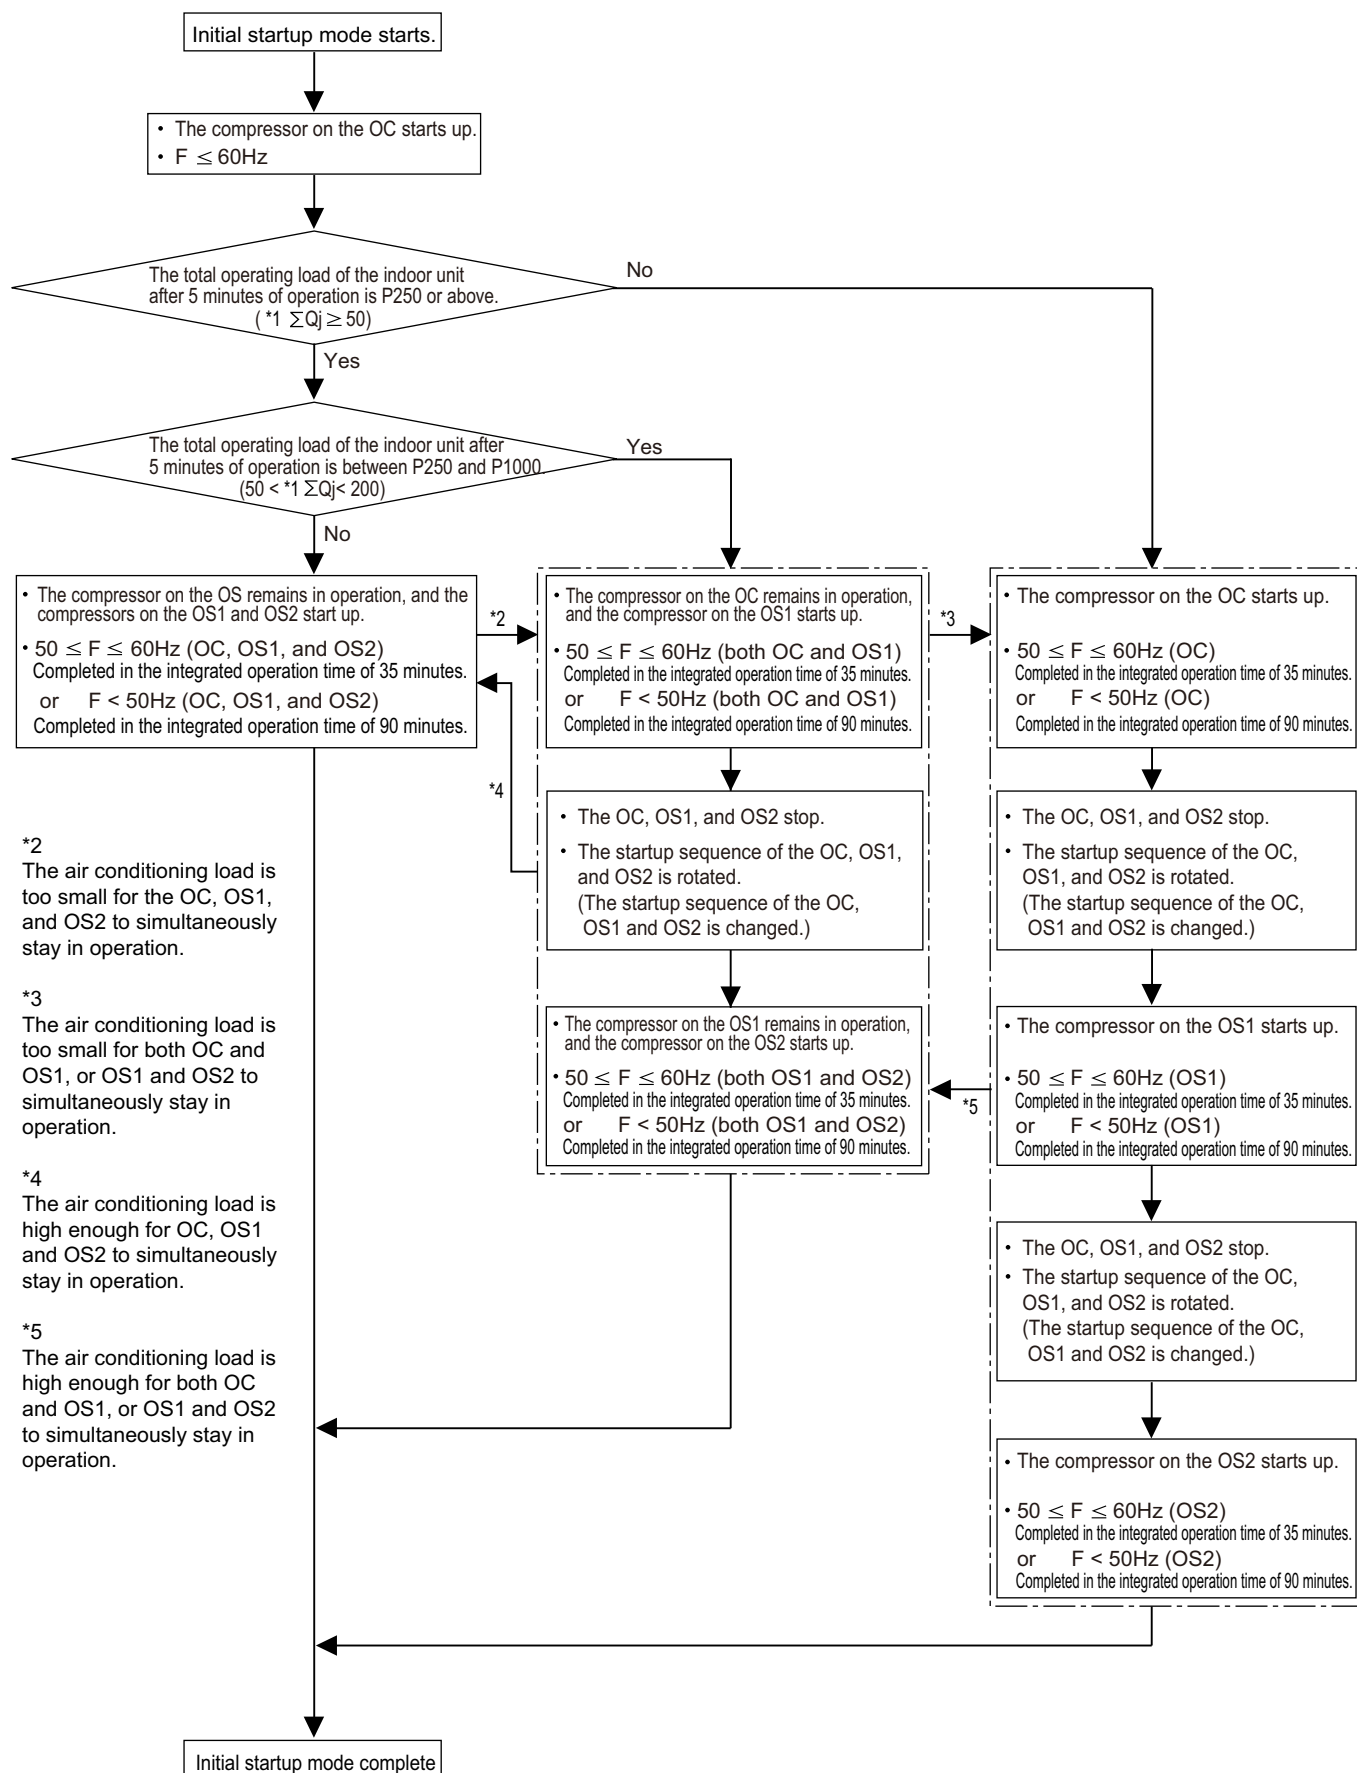 Initial startup mode starts.
• The compressor on the OC starts up.
• F ≤ 60Hz
The total operating load of the indoor unit
after 5 minutes of operation is P250 or above.
( *1 ∑Qj ≥ 50)
No
Yes
The total operating load of the indoor unit after
5 minutes of operation is between P250 and P1000.
(50 < *1 ∑Qj< 200)
Yes
No
• The compressor on the OS remains in operation, and the
compressors on the OS1 and OS2 start up.
• 50 ≤ F ≤ 60Hz (OC, OS1, and OS2)
Completed in the integrated operation time of 35 minutes.
or F < 50Hz (OC, OS1, and OS2)
Completed in the integrated operation time of 90 minutes.
*2
• The compressor on the OC remains in operation,
and the compressor on the OS1 starts up.
• 50 ≤ F ≤ 60Hz (both OC and OS1)
Completed in the integrated operation time of 35 minutes.
or F < 50Hz (both OC and OS1)
Completed in the integrated operation time of 90 minutes.
*3
• The compressor on the OC starts up.
• 50 ≤ F ≤ 60Hz (OC)
Completed in the integrated operation time of 35 minutes.
or F < 50Hz (OC)
Completed in the integrated operation time of 90 minutes.
*4
• The OC, OS1, and OS2 stop.
• The startup sequence of the OC, OS1,
and OS2 is rotated.
(The startup sequence of the OC,
OS1 and OS2 is changed.)
• The OC, OS1, and OS2 stop.
• The startup sequence of the OC,
OS1, and OS2 is rotated.
(The startup sequence of the OC,
OS1 and OS2 is changed.)
• The compressor on the OS1 remains in operation,
and the compressor on the OS2 starts up.
• 50 ≤ F ≤ 60Hz (both OS1 and OS2)
Completed in the integrated operation time of 35 minutes.
or F < 50Hz (both OS1 and OS2)
Completed in the integrated operation time of 90 minutes.
*5
• The compressor on the OS1 starts up.
• 50 ≤ F ≤ 60Hz (OS1)
Completed in the integrated operation time of 35 minutes.
or F < 50Hz (OS1)
Completed in the integrated operation time of 90 minutes.
• The OC, OS1, and OS2 stop.
• The startup sequence of the OC,
OS1, and OS2 is rotated.
(The startup sequence of the OC,
OS1 and OS2 is changed.)
• The compressor on the OS2 starts up.
• 50 ≤ F ≤ 60Hz (OS2)
Completed in the integrated operation time of 35 minutes.
or F < 50Hz (OS2)
Completed in the integrated operation time of 90 minutes.
*2
The air conditioning load is
too small for the OC, OS1,
and OS2 to simultaneously
stay in operation.
*3
The air conditioning load is
too small for both OC and
OS1, or OS1 and OS2 to
simultaneously stay in
operation.
*4
The air conditioning load is
high enough for OC, OS1
and OS2 to simultaneously
stay in operation.
*5
The air conditioning load is
high enough for both OC
and OS1, or OS1 and OS2
to simultaneously stay in
operation.
Initial startup mode complete